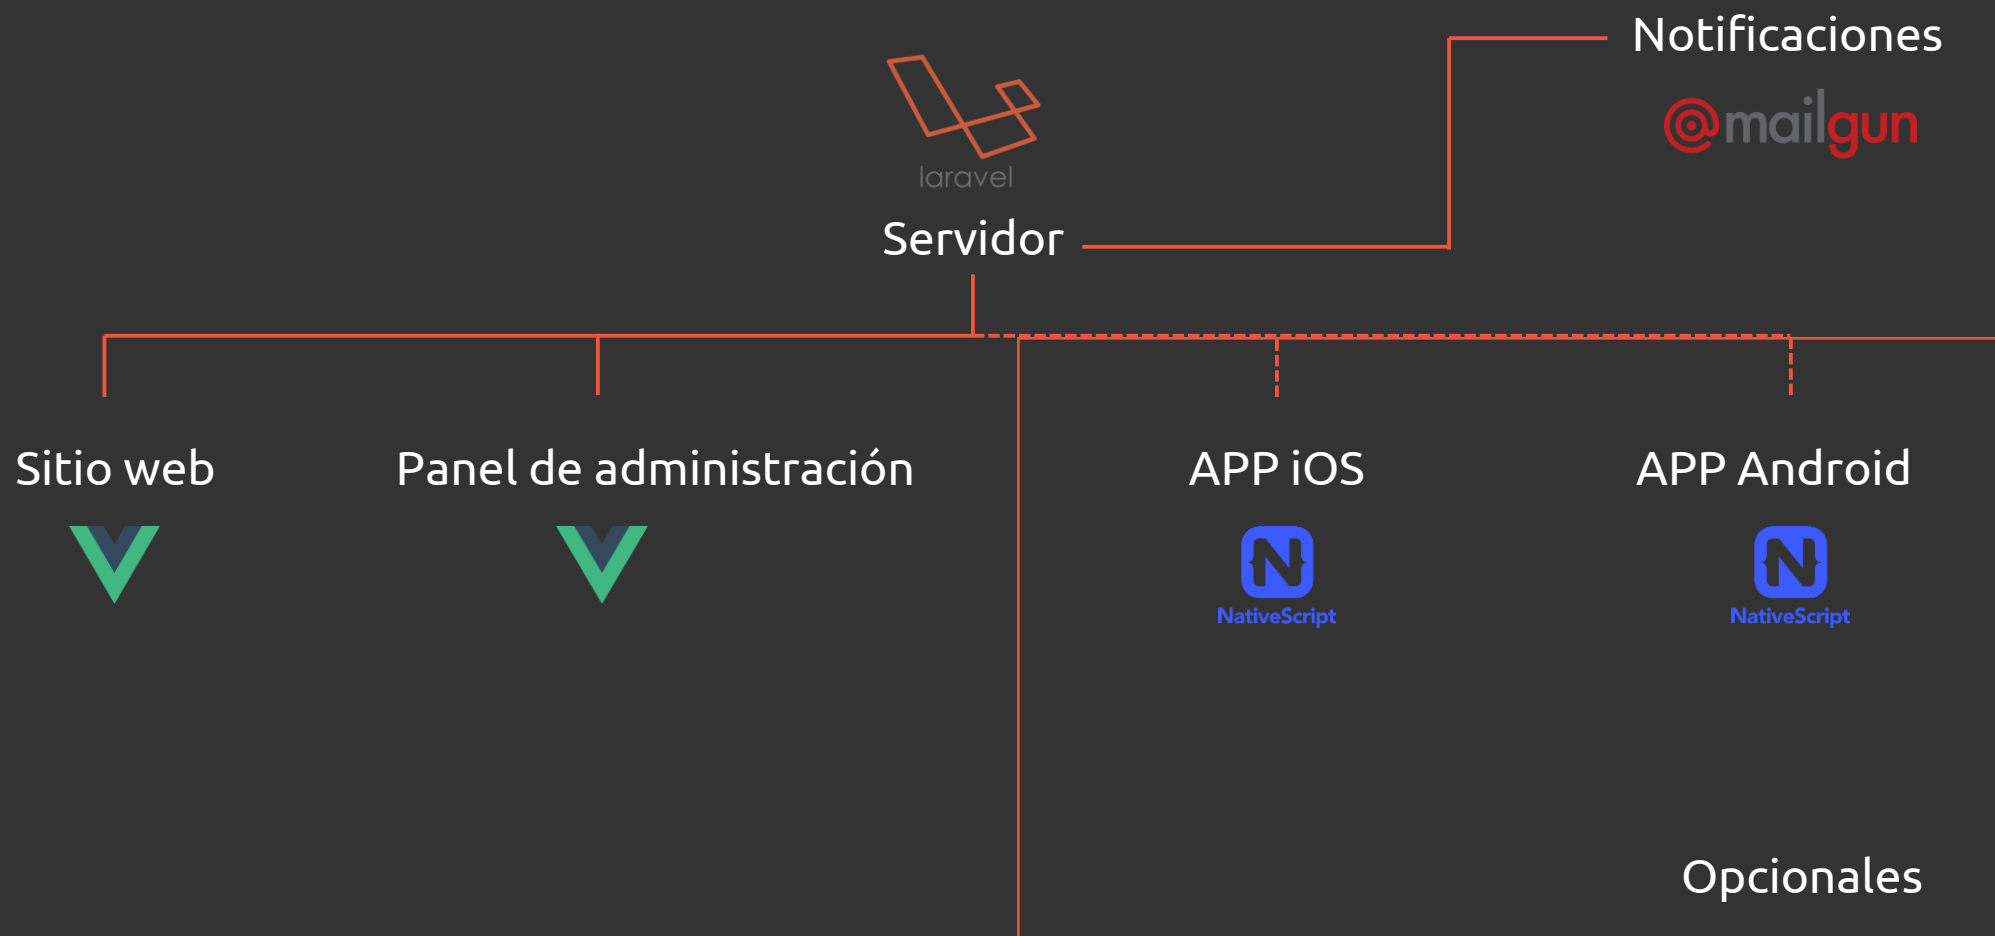 Notificaciones
@mailgun
laravel
Servidor
Sitio web
Panel de administración
APP iOS
APP Android
N
NativeScript
N
NativeScript
Opcionales